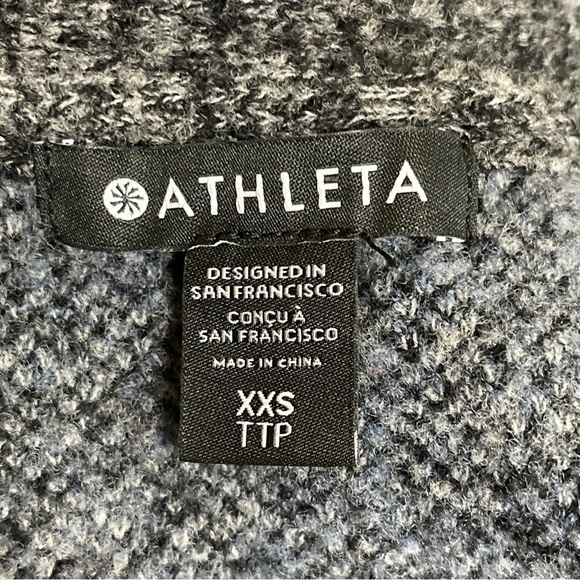 ATHLETA
DESIGNED IN
SAN FRANCISCO
CONÇU À
SAN FRANCISCO
MADE IN CHINA
XXS
TTP